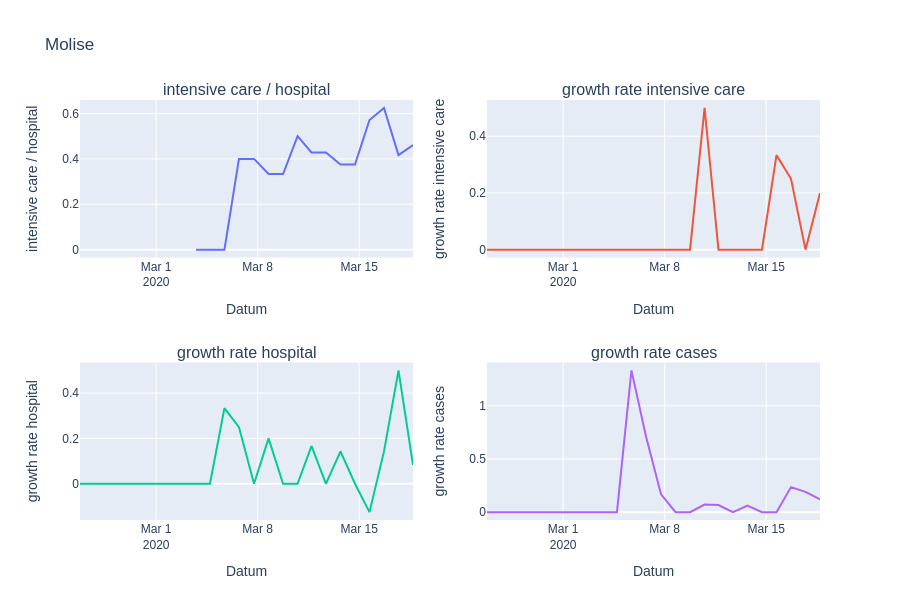 Molise
intensive care / hospital
growth rate intensive care
intensive care / hospital
0.6
0.4
0.2
0
Mar 1
2020
Mar 8
Mar 15
Datum
growth rate intensive care
0.4
0.2
0
Mar 1
2020
Mar 8
Mar 15
Datum
growth rate hospital
growth rate cases
growth rate hospital
0.4
0.2
0
Mar 1
2020
Mar 8
Mar 15
Datum
growth rate cases
1
0.5
0
Mar 1
2020
Mar 8
Mar 15
Datum